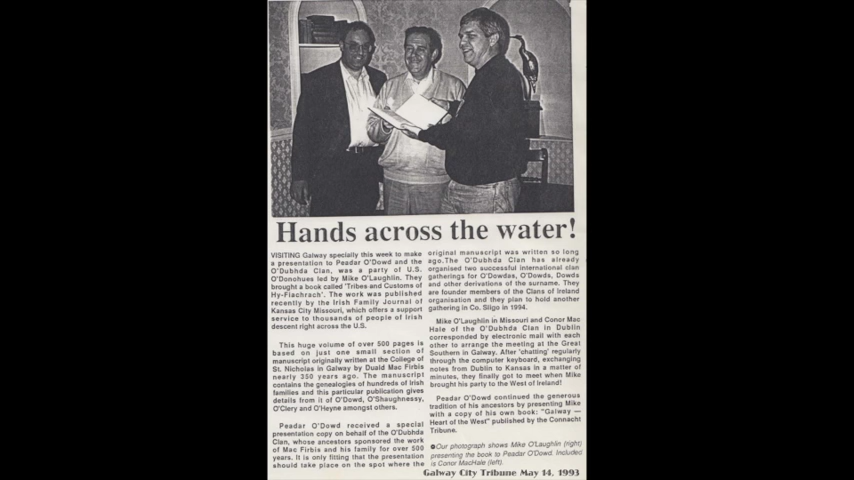 Hands across the water!
VISITING Galway specially this week to make
a presentation to Peadar O'Dowd and the
O'Dubhda Clan, was a party of U.S.
O'Donohues led by Mike O'Laughlin. They
brought a book called 'Tribes and Customs of
Hy-Fiachrach'. The work was published
recently by the Irish Family Journal of
Kansas City Missouri, which offers a support
service to thousands of people of Irish
descent right across the U.S.
This huge volume of over 500 pages is
based on just one small section of
manuscript originally written at the College of
St. Nicholas in Galway by Duald Mac Firbis
nearly 350 years ago. The manuscript
contains the genealogies of hundreds of Irish
families and this particular publication gives
details from it of O'Dowd, O'Shaughnessy,
O'Clery and O'Heyne amongst others.
Peadar O'Dowd received a special
presentation copy on behalf of the O'Dubhda
Clan, whose ancestors sponsored the work
of Mac Firbis and his family for over 500
years. It is only fitting that the presentation
should take place on the spot where the
original manuscript was written so long
ago.The O'Dubhda Clan has already
organised two successful international clan
gatherings for O'Dowdas, O'Dowds, Dowda
and other derivations of the surname. They
are founder members of the Clans of Ireland
organisation and they plan to hold another
gathering in Co. Sligo in 1994.
Mike O'Laughlin in Missouri and Conor Mac
Hale of the O'Dubhda Clan in Dublin
corresponded by electronic mail with each
other to arrange the meeting at the Great
Southern in Galway. After 'chatting' regularly
through the computer keyboard, exchanging
notes from Dublin to Kansas in a matter of
minutes, they finally got to meet when Mike
brought his party to the West of Ireland!
Peadar O'Dowd continued the generous
tradition of his ancestors by presenting Mike
with a copy of his own book: "Galway —
Heart of the West" published by the Connacht
Tribune.
Our photograph shows Mike O'Laughlin (right)
presenting the book to Peadar O'Dowd. Included
is Conor MacHale (left).
Galway City Tribune May 14, 1993